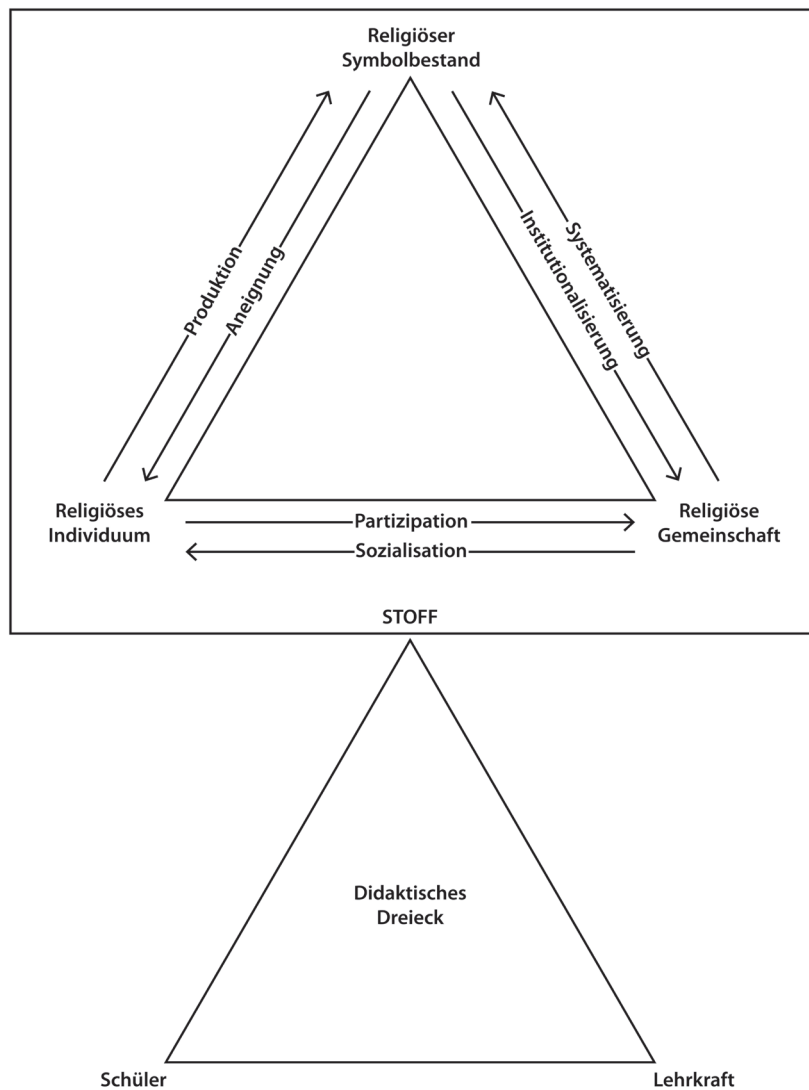 Religiöser
Symbolbestand
Produktion
Aneignung
Institutionalisierung
Systematisierung
Religiöses
Individuum
Partizipation
Sozialisation
Religiöse
Gemeinschaft
STOFF
Didaktisches
Dreieck
Schüler
Lehrkraft